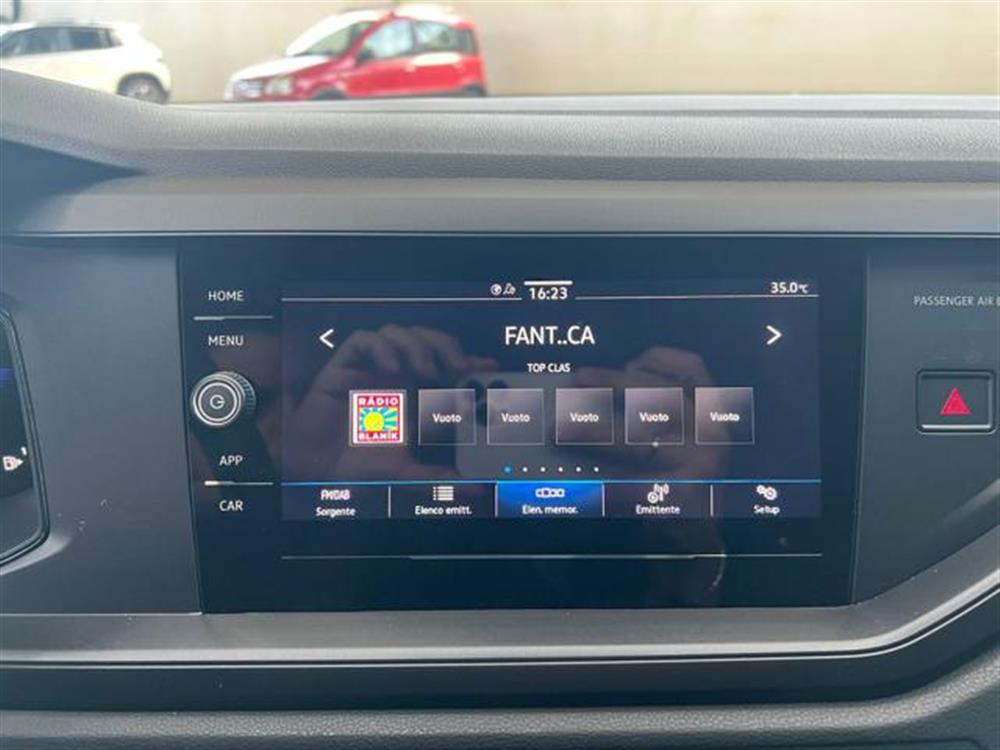 HOME
MENU
APP
CAR
16:23
35.0°C
FANT..CA
TOP CLAS
RÁDIO
BLANÍK
Vuoto
Vuoto
Vuoto
Vuoto
Vuoto
FM/DAB
Sorgente
Elenco emitt.
Elen. memor.
Emittente
Setup
PASSENGER AIR